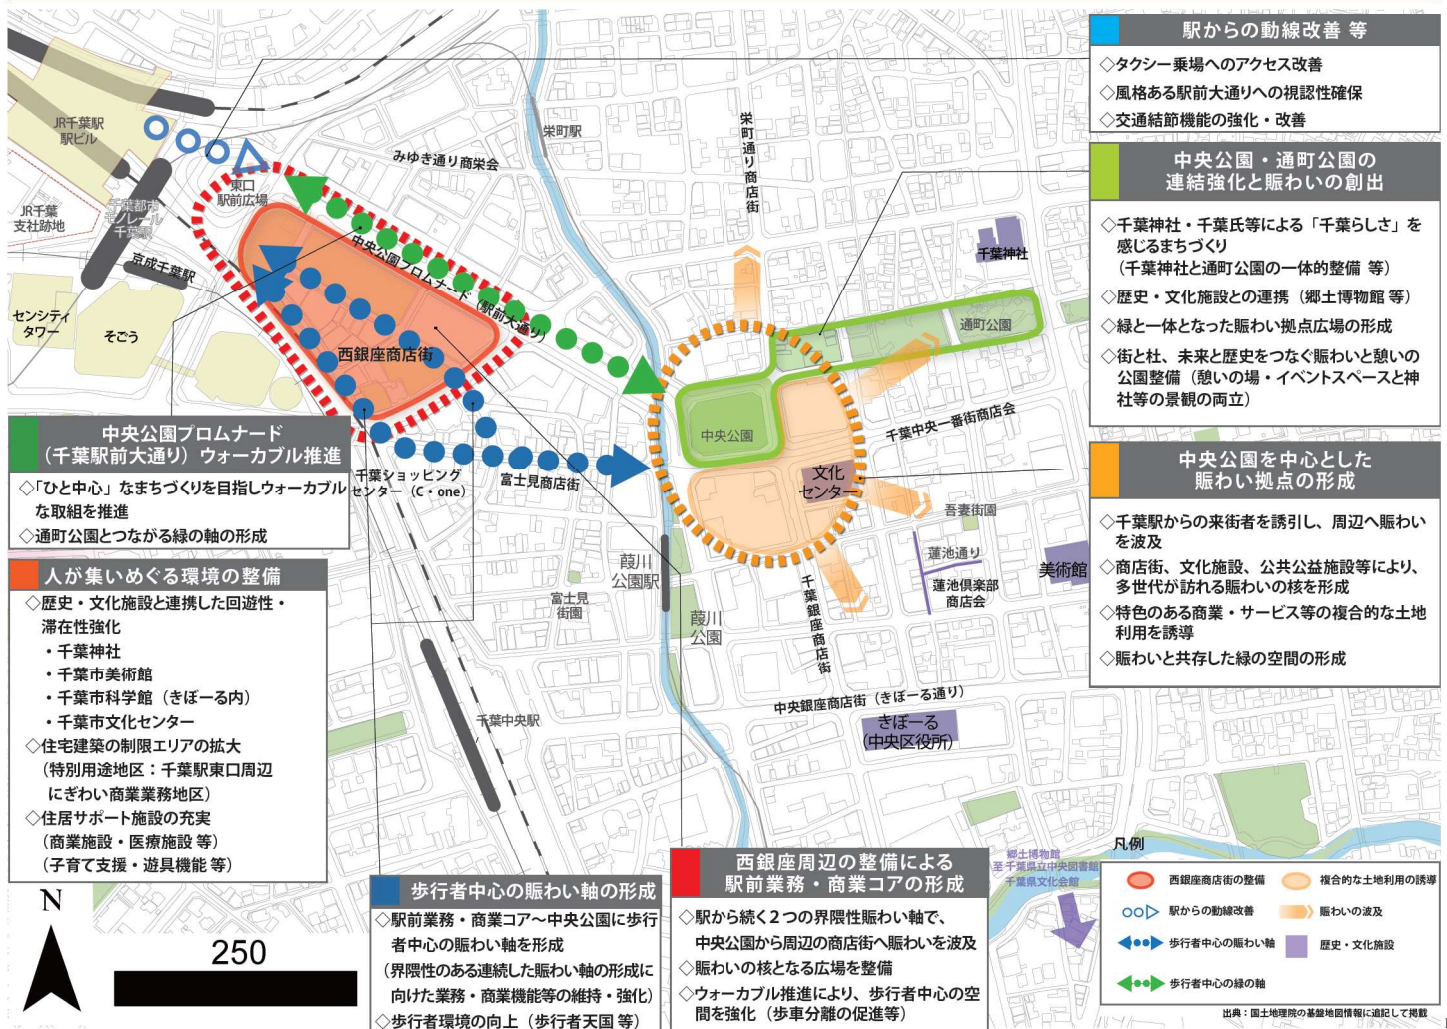 駅からの動線改善 等
◇タクシー乗場へのアクセス改善
◇風格ある駅前大通りへの視認性確保
◇交通結節機能の強化・改善
中央公園・通町公園の
連結強化と賑わいの創出
◇千葉神社・千葉氏等による「千葉らしさ」を
感じるまちづくり
（千葉神社と通町公園の一体的整備 等）
◇歴史・文化施設との連携（郷土博物館 等）
◇緑と一体となった賑わい拠点広場の形成
◇街と杜、未来と歴史をつなぐ賑わいと憩いの
公園整備（憩いの場・イベントスペースと神
社等の景観の両立）
中央公園を中心とした
賑わい拠点の形成
◇千葉駅からの来街者を誘引し、周辺へ賑わい
を波及
◇商店街、文化施設、公共公益施設等により、
多世代が訪れる賑わいの核を形成
◇特色のある商業・サービス等の複合的な土地
利用を誘導
◇賑わいと共存した緑の空間の形成
JR千葉駅
駅ビル
JR千葉
支社跡地
千葉都市
モノレール
千葉駅
京成千葉駅
センシティ
タワー
そごう
東口
駅前広場
みゆき通り商栄会
栄町駅
栄町通り商店街
中央公園プロムナード（駅前大通り）
西銀座商店街
千葉神社
通町公園
中央公園
千葉中央一番街商店会
文化
センター
吾妻街園
蓮池通り
蓮池倶楽部
商店会
美術館
千葉ショッピング
センター（C・one）
富士見商店街
葭川
公園駅
富士見
街園
葭川
公園
千葉銀座商店街
千葉中央駅
中央銀座商店街（きぼーる通り）
きぼーる
（中央区役所）
郷土博物館
至 千葉県立中央図書館
千葉県文化会館
中央公園プロムナード
（千葉駅前大通り）ウォーカブル推進
◇「ひと中心」なまちづくりを目指しウォーカブル
な取組を推進
◇通町公園とつながる緑の軸の形成
人が集いめぐる環境の整備
◇歴史・文化施設と連携した回遊性・
滞在性強化
・千葉神社
・千葉市美術館
・千葉市科学館（きぼーる内）
・千葉市文化センター
◇住宅建築の制限エリアの拡大
（特別用途地区：千葉駅東口周辺
にぎわい商業業務地区）
◇住居サポート施設の充実
（商業施設・医療施設 等）
（子育て支援・遊具機能 等）
N
250
歩行者中心の賑わい軸の形成
◇駅前業務・商業コア～中央公園に歩行
者中心の賑わい軸を形成
（界隈性のある連続した賑わい軸の形成に
向けた業務・商業機能等の維持・強化）
◇歩行者環境の向上（歩行者天国 等）
西銀座周辺の整備による
駅前業務・商業コアの形成
◇駅から続く２つの界隈性賑わい軸で、
中央公園から周辺の商店街へ賑わいを波及
◇賑わいの核となる広場を整備
◇ウォーカブル推進により、歩行者中心の空
間を強化（歩車分離の促進等）
凡例
西銀座商店街の整備
複合的な土地利用の誘導
駅からの動線改善
賑わいの波及
歩行者中心の賑わい軸
歴史・文化施設
歩行者中心の緑の軸
出典：国土地理院の基盤地図情報に追記して掲載